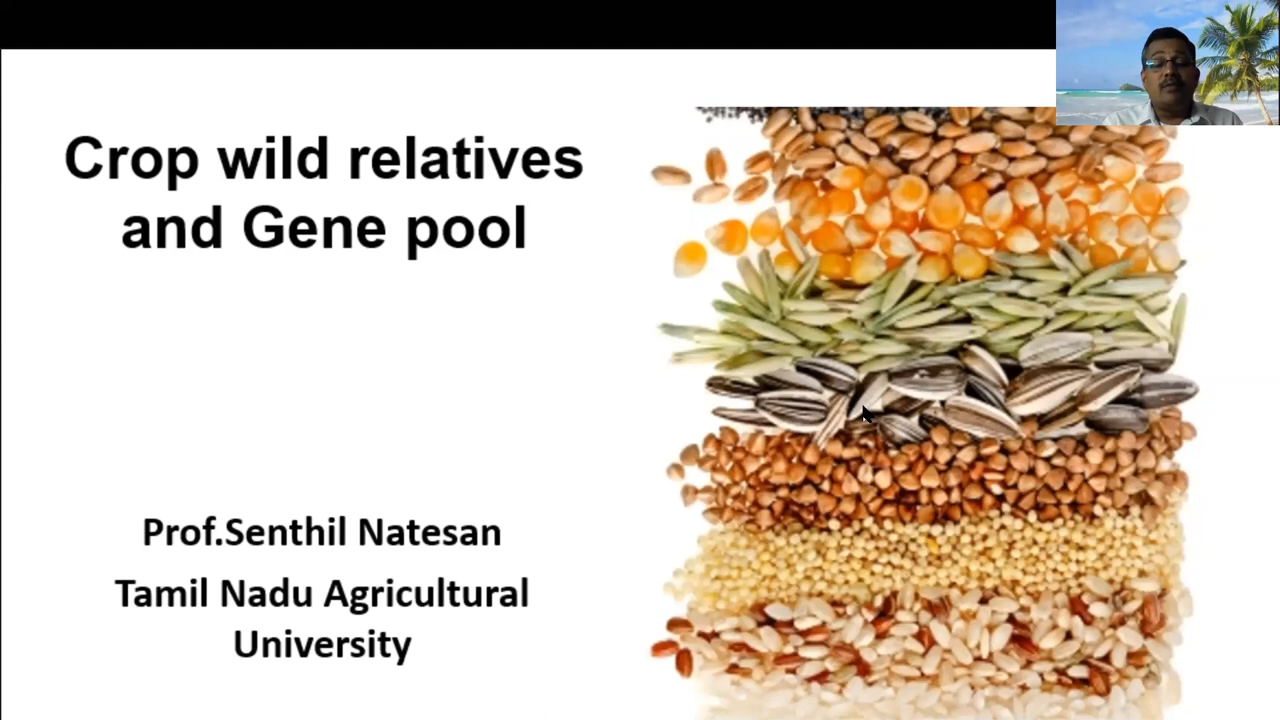 Crop wild relatives
and Gene pool
Prof.Senthil Natesan
Tamil Nadu Agricultural
University